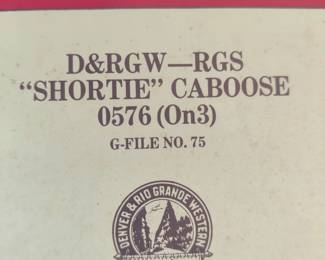 D&RGW—RGS
“SHORTIE” CABOOSE
0576 (On3)
G-FILE NO. 75
DENVER & RIO GRANDE WESTERN